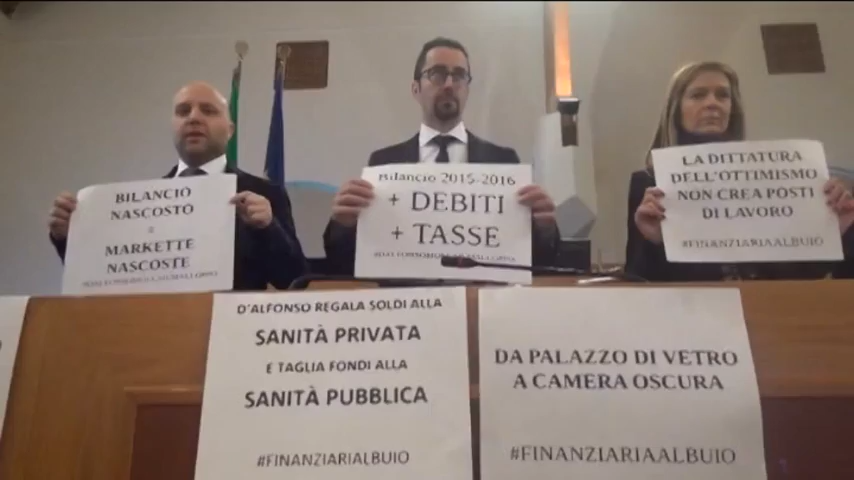 BILANCIO
NASCOSTO
=
MARKETTE
NASCOSTE
Bilancio 2015-2016
+ DEBITI
+ TASSE
LA DITTATURA
DELL'OTTIMISMO
NON CREA POSTI
DI LAVORO
#FINANZIARIAALBUIO
D'ALFONSO REGALA SOLDI ALLA
SANITÀ PRIVATA
E TAGLIA FONDI ALLA
SANITÀ PUBBLICA
#FINANZIARIALBUIO
DA PALAZZO DI VETRO
A CAMERA OSCURA
#FINANZIARIAALBUIO